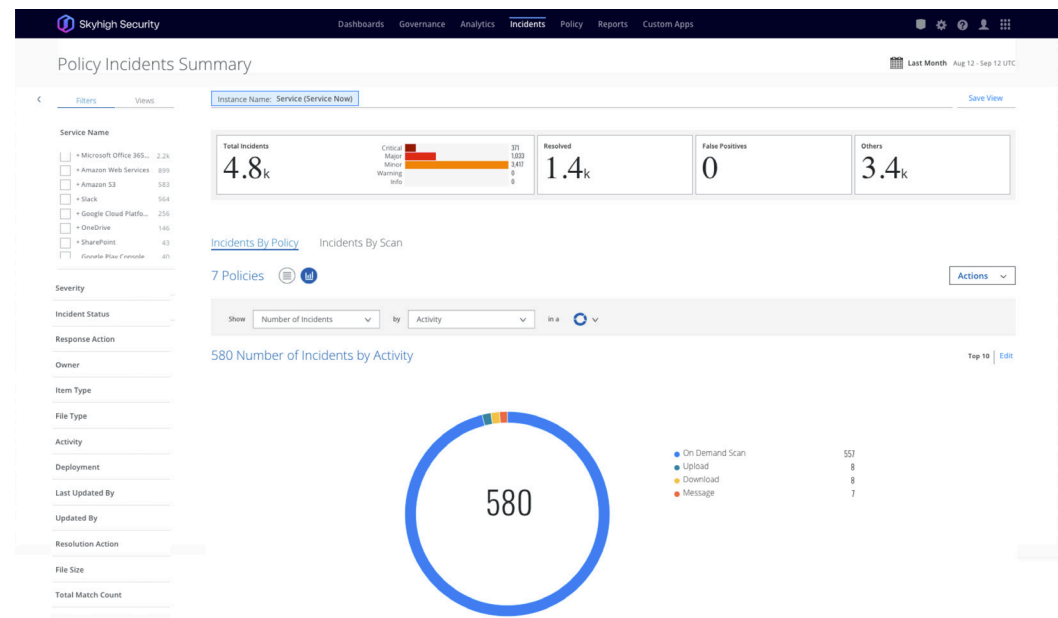 Skyhigh Security
Dashboards Governance Analytics Incidents Policy Reports Custom Apps
Policy Incidents Summary
Last Month Aug 12 - Sep 12 UTC
Filters Views
Instance Name: Service (Service Now)
Save View
Service Name
+ Microsoft Office 365... 2.2k
+ Amazon Web Services 899
+ Amazon S3 583
+ Slack 564
+ Google Cloud Platfo... 256
+ OneDrive 146
+ SharePoint 43
Google Play Console 40
Severity
Incident Status
Response Action
Owner
Item Type
File Type
Activity
Deployment
Last Updated By
Updated By
Resolution Action
File Size
Total Match Count
Total Incidents
4.8k
Critical 371
Major 1,033
Minor 3,417
Warning 0
Info 0
Resolved
1.4k
False Positives
0
Others
3.4k
Incidents By Policy Incidents By Scan
7 Policies
Actions
Show Number of Incidents by Activity in a
580 Number of Incidents by Activity
Top 10 Edit
580
On Demand Scan 557
Upload 8
Download 8
Message 7